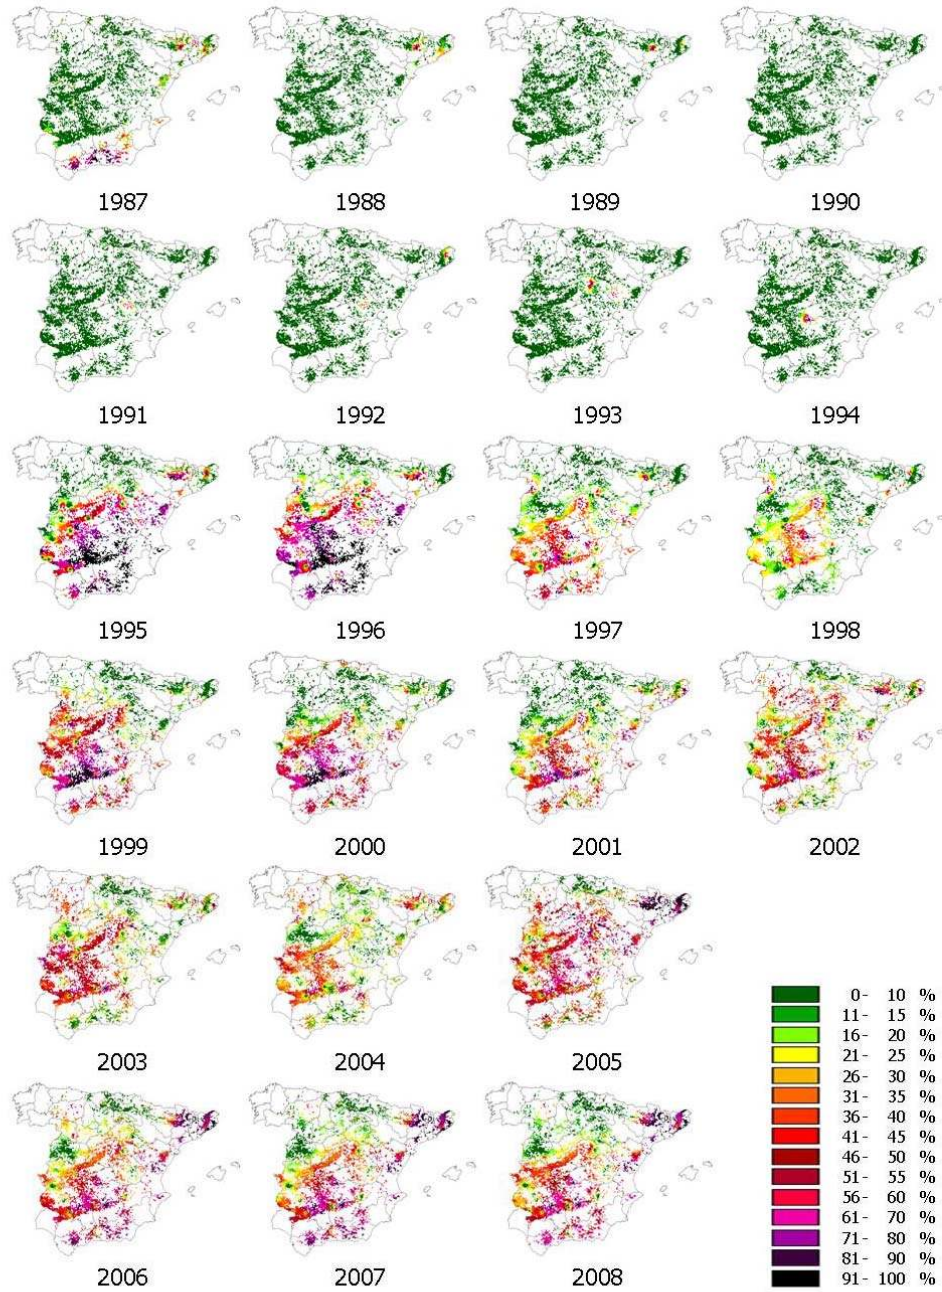 1987 1988 1989 1990
1991 1992 1993 1994
1995 1996 1997 1998
1999 2000 2001 2002
2003 2004 2005
0- 10 %
11- 15 %
16- 20 %
21- 25 %
26- 30 %
31- 35 %
36- 40 %
41- 45 %
46- 50 %
51- 55 %
56- 60 %
61- 70 %
71- 80 %
81- 90 %
91- 100 %
2006 2007 2008